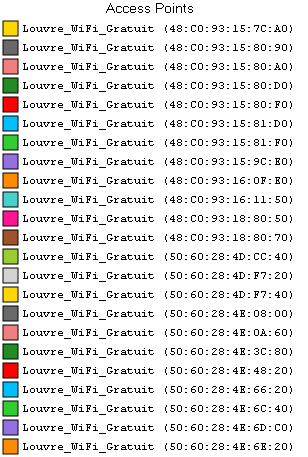 Access Points
Louvre_WiFi_Gratuit (48:C0:93:15:7C:A0)
Louvre_WiFi_Gratuit (48:C0:93:15:80:90)
Louvre_WiFi_Gratuit (48:C0:93:15:80:A0)
Louvre_WiFi_Gratuit (48:C0:93:15:80:D0)
Louvre_WiFi_Gratuit (48:C0:93:15:80:F0)
Louvre_WiFi_Gratuit (48:C0:93:15:81:D0)
Louvre_WiFi_Gratuit (48:C0:93:15:81:F0)
Louvre_WiFi_Gratuit (48:C0:93:15:9C:E0)
Louvre_WiFi_Gratuit (48:C0:93:16:0F:E0)
Louvre_WiFi_Gratuit (48:C0:93:16:11:50)
Louvre_WiFi_Gratuit (48:C0:93:18:80:50)
Louvre_WiFi_Gratuit (48:C0:93:18:80:70)
Louvre_WiFi_Gratuit (50:60:28:4D:CC:40)
Louvre_WiFi_Gratuit (50:60:28:4D:F7:20)
Louvre_WiFi_Gratuit (50:60:28:4D:F7:40)
Louvre_WiFi_Gratuit (50:60:28:4E:08:00)
Louvre_WiFi_Gratuit (50:60:28:4E:0A:60)
Louvre_WiFi_Gratuit (50:60:28:4E:3C:80)
Louvre_WiFi_Gratuit (50:60:28:4E:48:20)
Louvre_WiFi_Gratuit (50:60:28:4E:66:20)
Louvre_WiFi_Gratuit (50:60:28:4E:6C:40)
Louvre_WiFi_Gratuit (50:60:28:4E:6D:C0)
Louvre_WiFi_Gratuit (50:60:28:4E:6E:20)